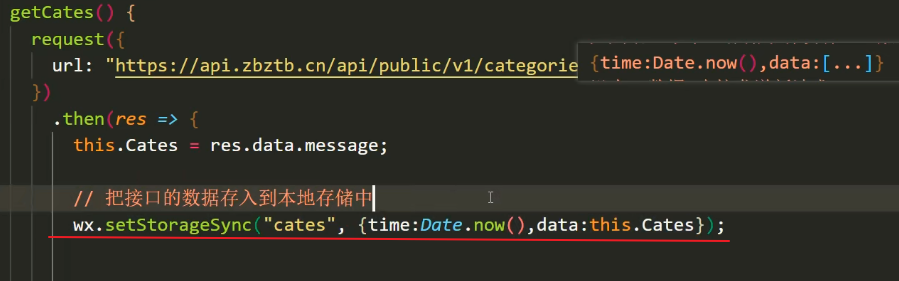 getCates() {
request({
url: "https://api.zbztb.cn/api/public/v1/categorie
{time:Date.now(),data:[...]}
})
.then(res => {
this.Cates = res.data.message;
// 把接口的数据存入到本地存储中
wx.setStorageSync("cates", {time:Date.now(),data:this.Cates});